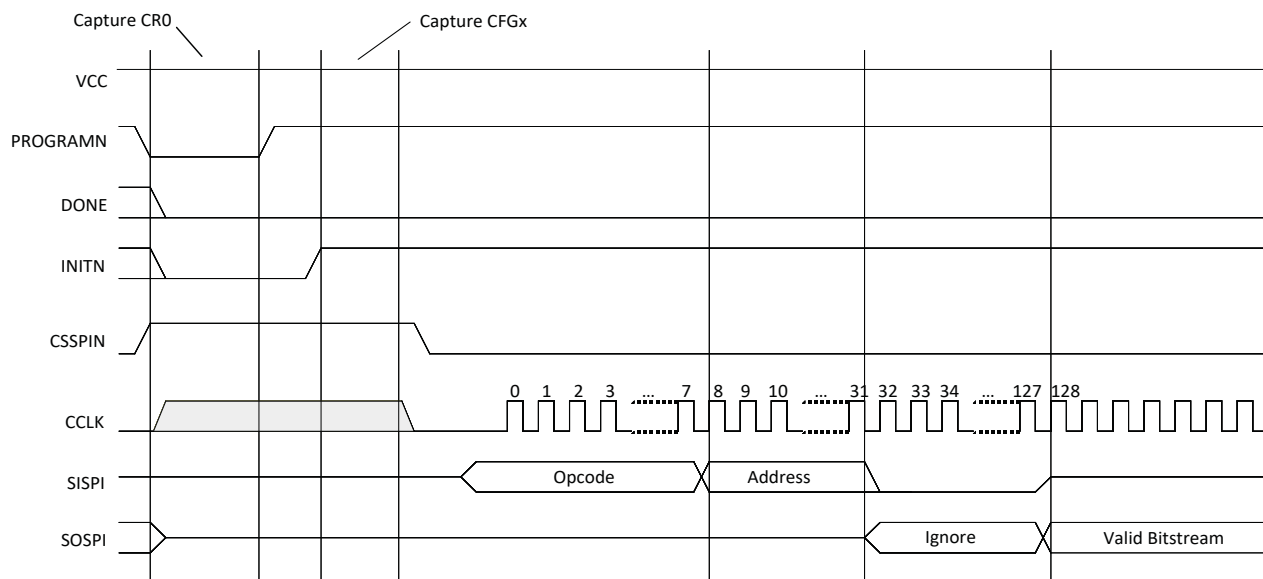 Capture CR0
Capture CFGx
VCC
PROGRAMN
DONE
INITN
CSSPIN
0 1 2 3 ... 7 8 9 10 ... 31 32 33 34 ... 127 128
CCLK
SISPI
Opcode
Address
SOSPI
Ignore
Valid Bitstream